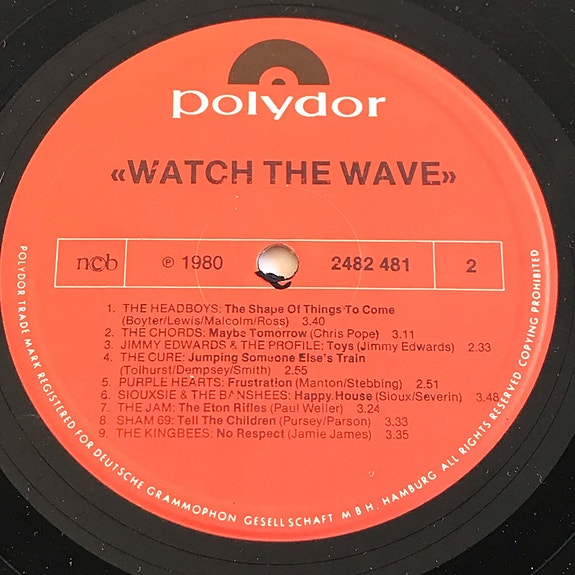 polydor
«WATCH THE WAVE»
ncb ℗ 1980 2482 481 2
1. THE HEADBOYS: The Shape Of Things To Come
(Boyter/Lewis/Malcolm/Ross) 3.40
2. THE CHORDS: Maybe Tomorrow (Chris Pope) 3.11
3. JIMMY EDWARDS & THE PROFILE: Toys (Jimmy Edwards) 2.33
4. THE CURE: Jumping Someone Else's Train
(Tolhurst/Dempsey/Smith) 2.55
5. PURPLE HEARTS: Frustration (Manton/Stebbing) 2.51
6. SIOUXSIE & THE BANSHEES: Happy House (Sioux/Severin) 3.48
7. THE JAM: The Eton Rifles (Paul Weller) 3.24
8. SHAM 69: Tell The Children (Pursey/Parson) 3.33
9. THE KINGBEES: No Respect (Jamie James) 3.35
POLYDOR TRADE MARK REGISTERED FOR DEUTSCHE GRAMMOPHON GESELLSCHAFT M B H. HAMBURG ALL RIGHTS RESERVED COPYING PROHIBITED